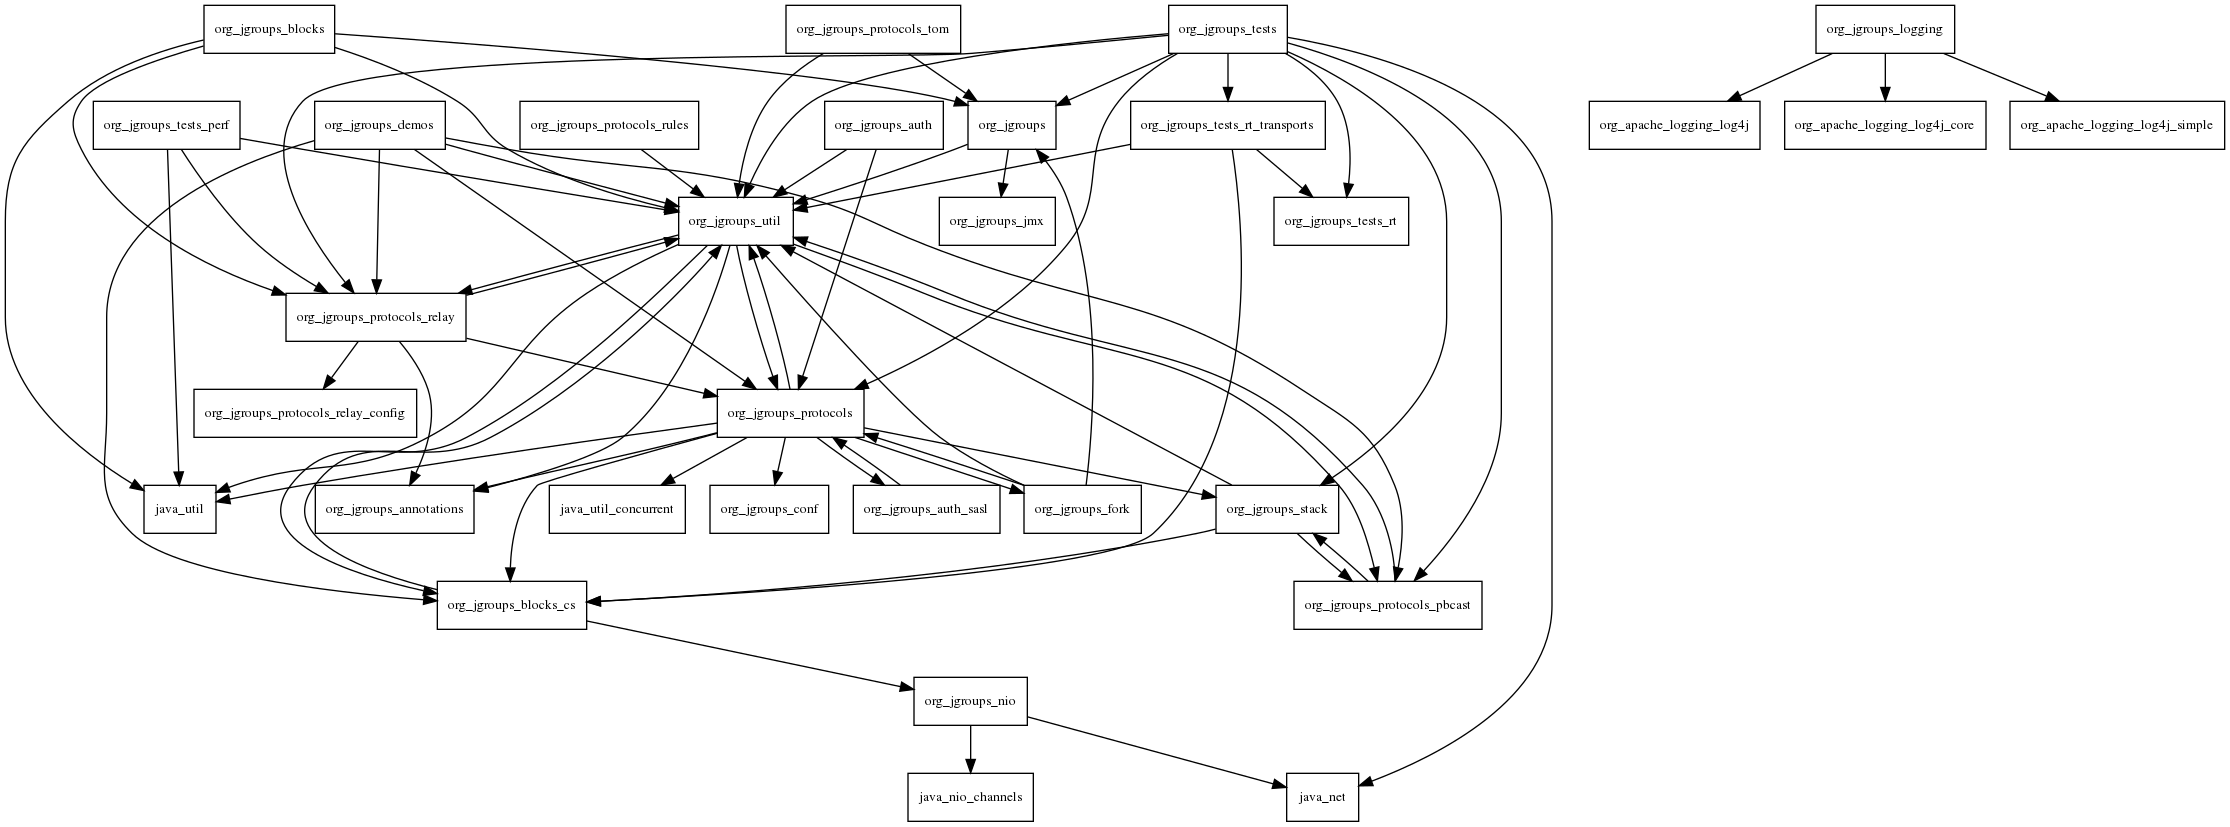 org_jgroups_blocks
org_jgroups_protocols_tom
org_jgroups_tests
org_jgroups_logging
org_jgroups_tests_perf
org_jgroups_demos
org_jgroups_protocols_rules
org_jgroups_auth
org_jgroups
org_jgroups_tests_rt_transports
org_apache_logging_log4j
org_apache_logging_log4j_core
org_apache_logging_log4j_simple
org_jgroups_util
org_jgroups_jmx
org_jgroups_tests_rt
org_jgroups_protocols_relay
org_jgroups_protocols_relay_config
org_jgroups_protocols
java_util
org_jgroups_annotations
java_util_concurrent
org_jgroups_conf
org_jgroups_auth_sasl
org_jgroups_fork
org_jgroups_stack
org_jgroups_blocks_cs
org_jgroups_protocols_pbcast
org_jgroups_nio
java_nio_channels
java_net